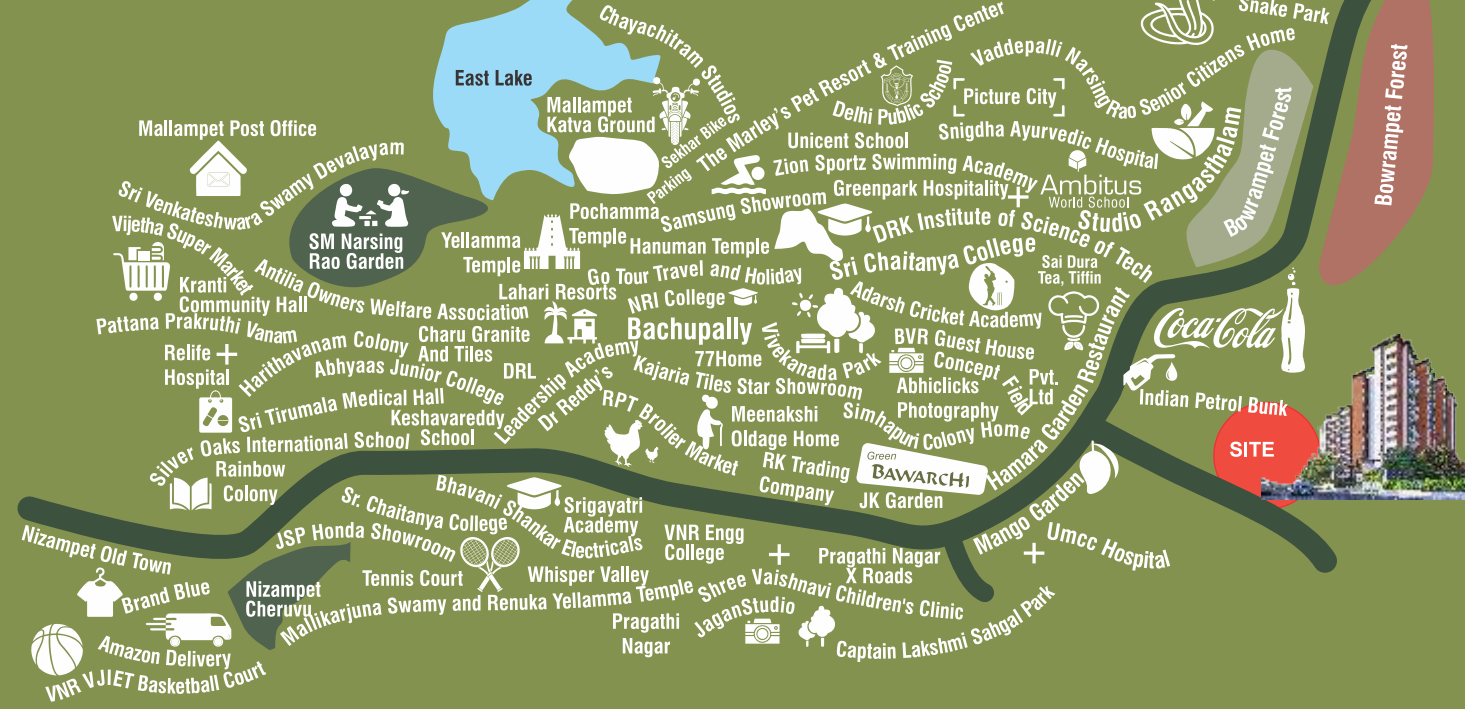 Snake Park
Chayachitram Studios
The Marley's Pet Resort & Training Center
Vaddepalli Narsing Rao Senior Citizens Home
East Lake
Mallampet
Katva Ground
Sekhar Bike
Parking
Delhi Public School
Picture City
Bowrampet Forest
Bowrampet Forest
Mallampet Post Office
Unicent School
Snigdha Ayurvedic Hospital
Zion Sportz Swimming Academy
Sri Venkateshwara Swamy Devalayam
Greenpark Hospitality
Ambitus
World School
Studio Rangasthalam
Vijetha Super Market
SM Narsing
Rao Garden
Pochamma
Temple
Samsung Showroom
DRK Institute of Science of Tech
Yellamma
Temple
Hanuman Temple
Sri Chaitanya College
Sai Dura
Tea, Tiffin
Antilia Owners Welfare Association
Go Tour Travel and Holiday
Kranti
Community Hall
Lahari Resorts
NRI College
Adarsh Cricket Academy
Pattana Prakruthi Vanam
Charu Granite
And Tiles
Bachupally
Vivekanada Park
BVR Guest House
Coca-Cola
Relife
Hospital
Harithavanam Colony
Abhyaas Junior College
DRL
Leadership Academy
Dr Reddy's
77Home
Kajaria Tiles Star Showroom
Concept Field
Pvt.
Ltd
Abhiclicks
Photography
Hamara Garden Restaurant
Indian Petrol Bunk
Sri Tirumala Medical Hall
Keshavareddy
School
RPT Brolier Market
Meenakshi
Oldage Home
Simhapuri Colony Home
SITE
Silver Oaks International School
Rainbow
Colony
RK Trading
Company
Green
BAWARCHI
JK Garden
Mango Garden
Nizampet Old Town
Sr. Chaitanya College
Bhavani Shankar Electricals
Srigayatri
Academy
JSP Honda Showroom
VNR Engg
College
Pragathi Nagar
X Roads
Umcc Hospital
Brand Blue
Nizampet
Cheruvu
Tennis Court
Whisper Valley
Mallikarjuna Swamy and Renuka Yellamma Temple
Shree Vaishnavi Children's Clinic
Amazon Delivery
Pragathi
Nagar
JaganStudio
Captain Lakshmi Sahgal Park
VNR VJIET Basketball Court